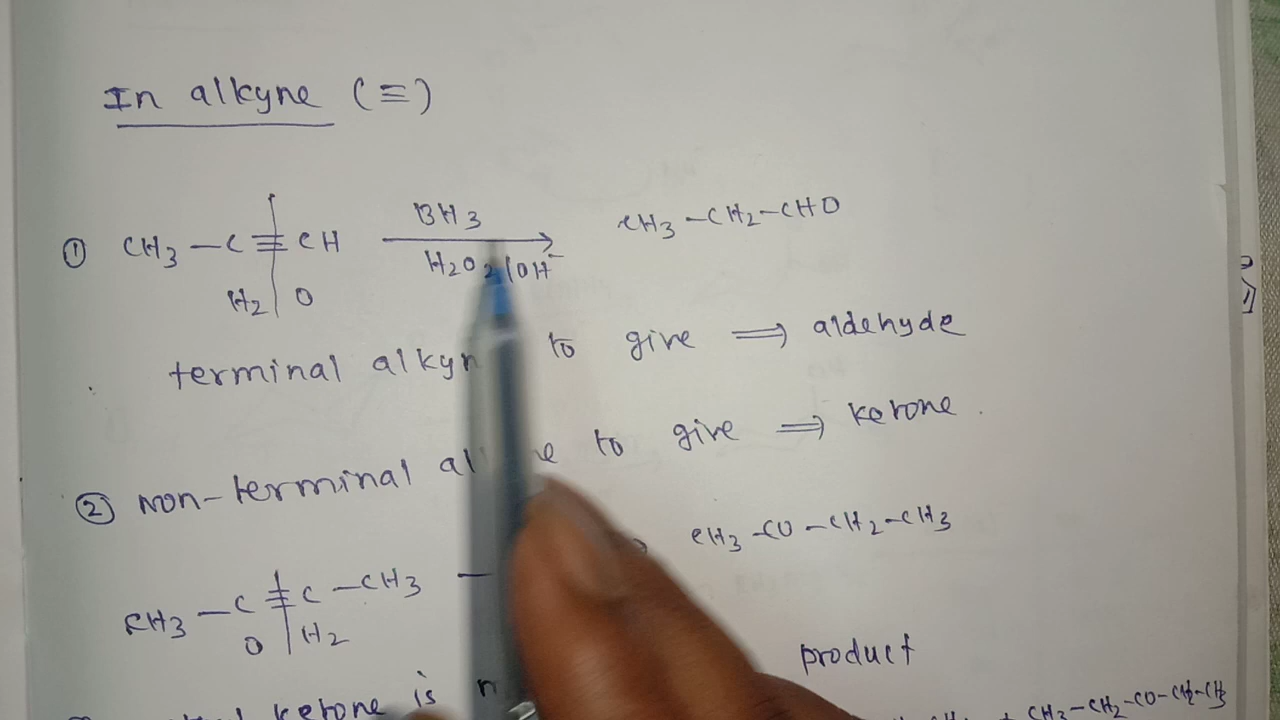 In alkyne (≡)
① CH3 – C ≡ CH BH3 H2O2/OH⁻ CH3 – CH2 – CHO
H2 O
terminal alkyn to give ⇒ aldehyde
② Non-terminal al e to give ⇒ ketone.
CH3 – C ≡ C – CH3 CH3 – CO – CH2 – CH3
O H2
product
ketone is
CH3 – CH2 – CO – CH2 – CH3